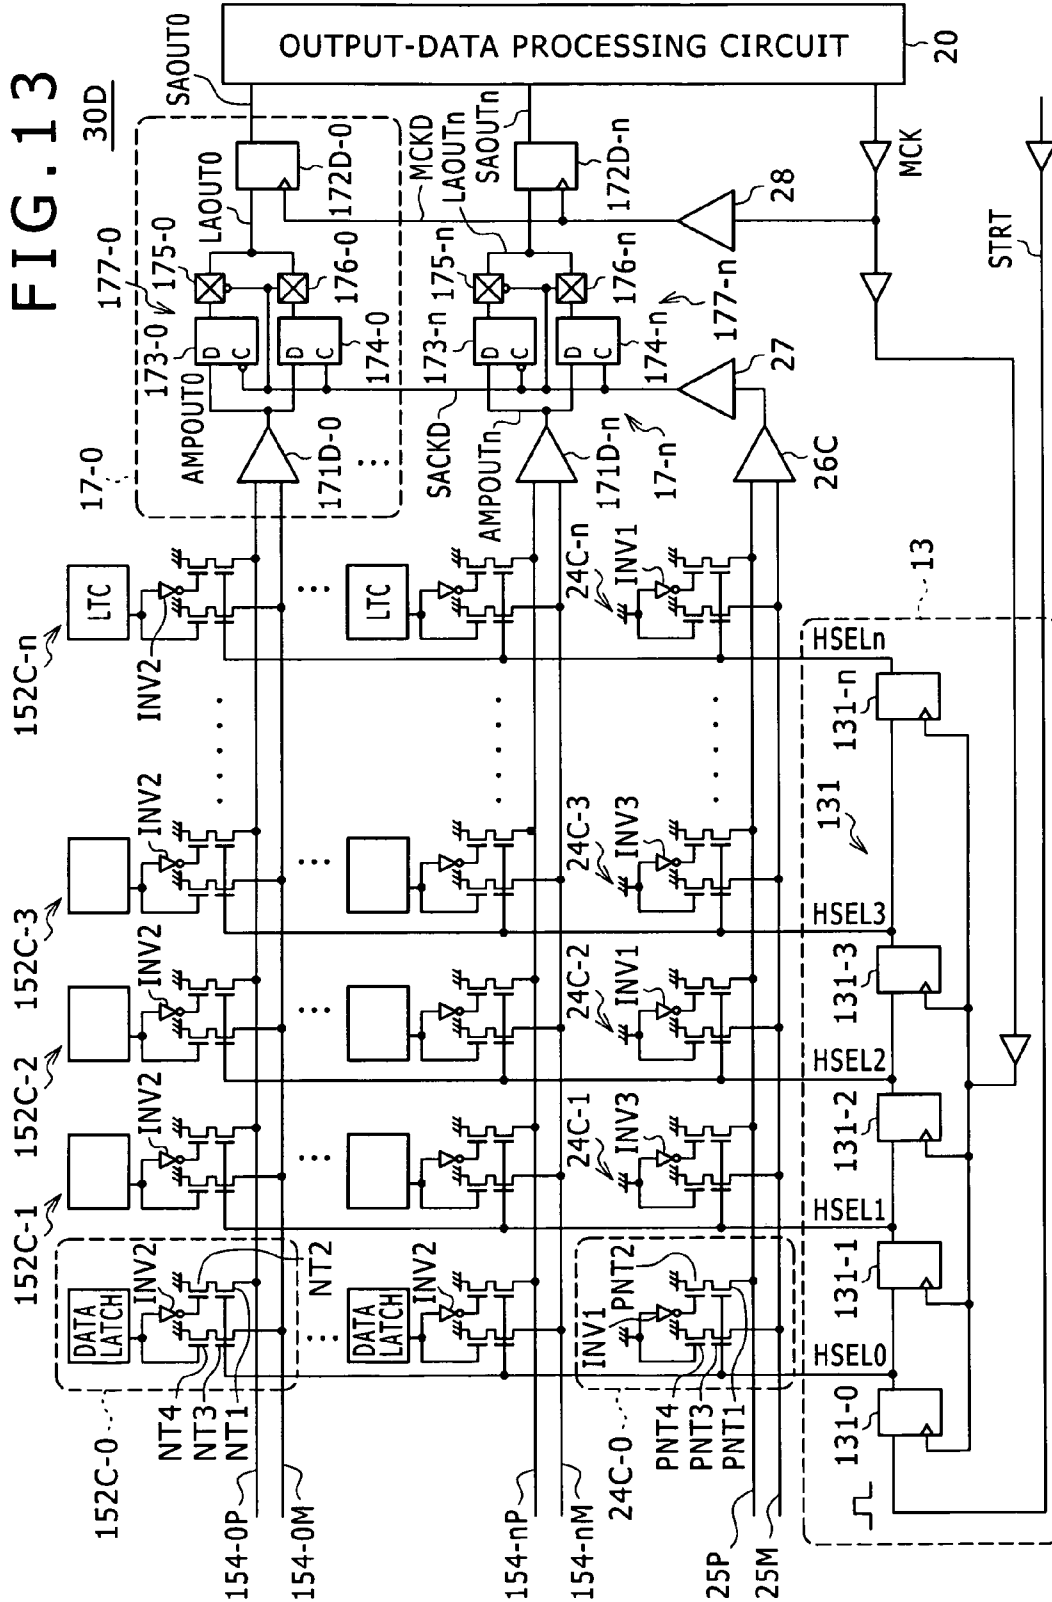 FIG.13
30D
152C-0
152C-1
152C-2
152C-3
152C-n
17-0
177-0
173-0
175-0
SAOUT0
DATA LATCH
INV2
INV2
INV2
INV2
LTC
INV2
AMPOUT0
LAOUT0
D
C
D
C
OUTPUT-DATA PROCESSING CIRCUIT
NT4
NT3
NT1
NT2
171D-0
174-0
176-0
172D-0
154-0P
154-0M
MCKD
LAOUTn
SAOUTn
DATA LATCH
INV2
LTC
SACKD
AMPOUTn
173-n
175-n
D
C
D
C
171D-n
17-n
174-n
176-n
177-n
172D-n
154-nP
154-nM
24C-1
24C-2
24C-3
24C-n
INV1
PNT2
INV3
INV1
INV3
INV1
PNT4
PNT3
PNT1
24C-0
25P
25M
26C
27
28
20
MCK
HSEL0
HSEL1
HSEL2
HSEL3
HSELn
13
131-0
131-1
131-2
131-3
131
131-n
STRT